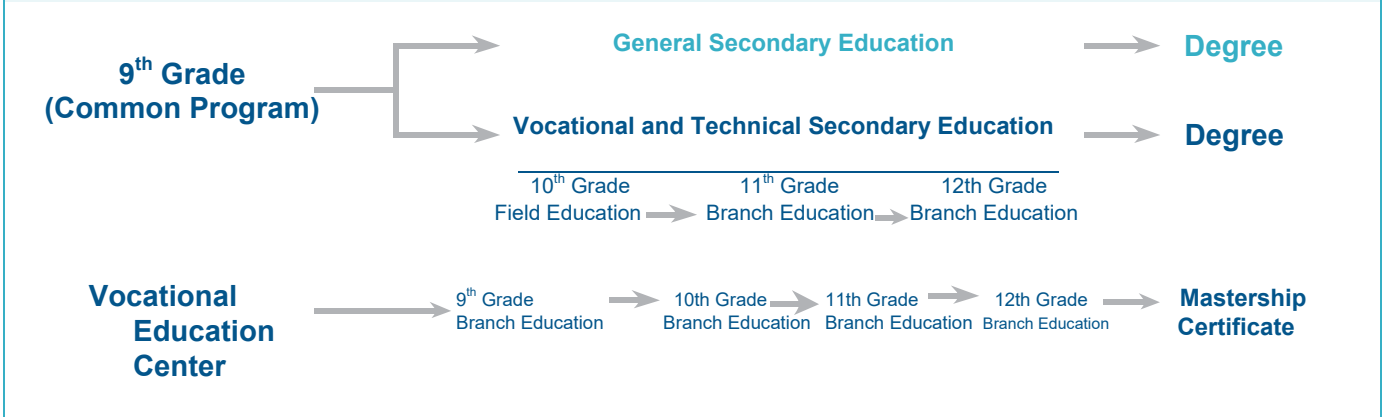 General Secondary Education
Degree
9th Grade
(Common Program)
Vocational and Technical Secondary Education
Degree
10th Grade
Field Education
11th Grade
Branch Education
12th Grade
Branch Education
Vocational
Education
Center
9th Grade
Branch Education
10th Grade
Branch Education
11th Grade
Branch Education
12th Grade
Branch Education
Mastership
Certificate